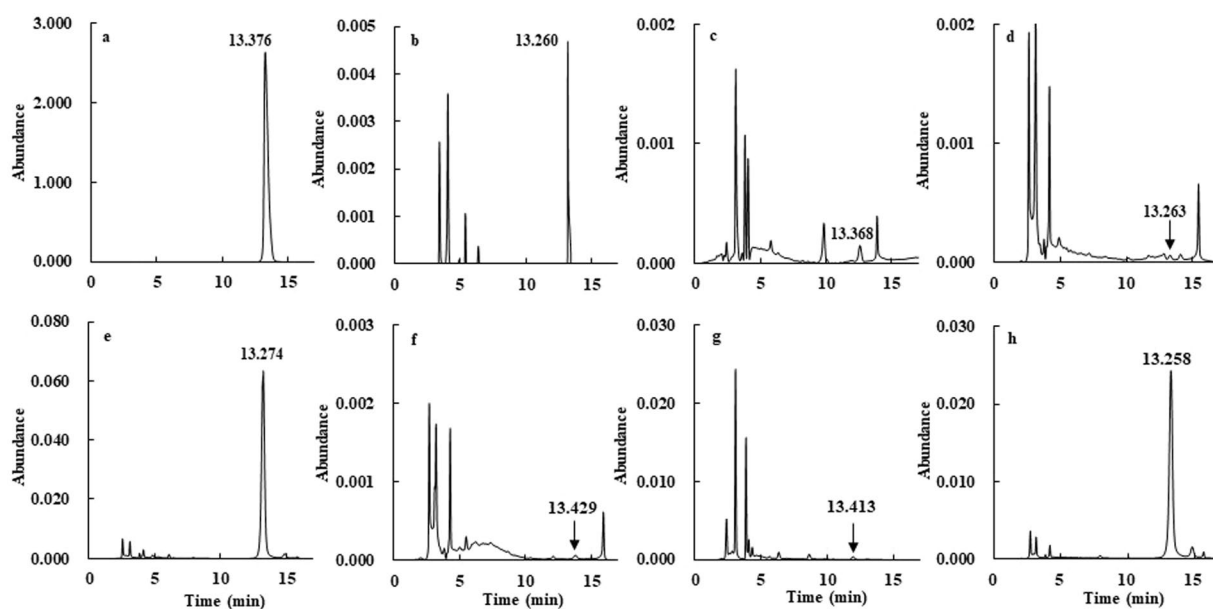 3.000
a
13.376
2.000
Abundance
1.000
0.000
0 5 10 15
0.005
b
13.260
0.004
0.003
Abundance
0.002
0.001
0.000
0 5 10 15
0.002
c
Abundance
0.001
13.368
0.000
0 5 10 15
0.002
d
Abundance
0.001
13.263
0.000
0 5 10 15
0.080
e
13.274
0.060
Abundance
0.040
0.020
0.000
0 5 10 15
Time (min)
0.003
f
0.002
Abundance
0.001
13.429
0.000
0 5 10 15
Time (min)
0.030
g
0.020
Abundance
0.010
13.413
0.000
0 5 10 15
Time (min)
0.030
h
13.258
0.020
Abundance
0.010
0.000
0 5 10 15
Time (min)